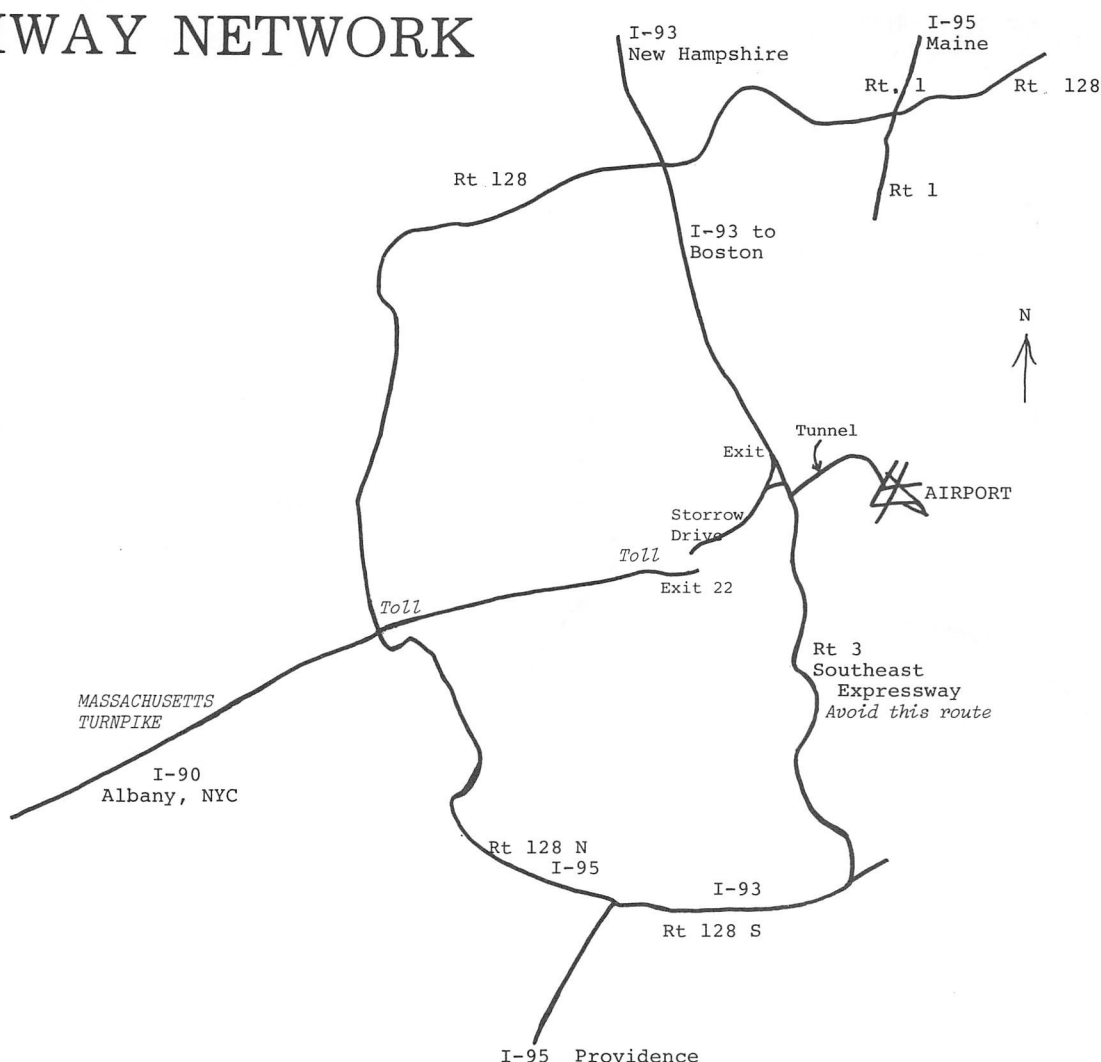 HWAY NETWORK
I-93
New Hampshire
I-95
Maine
Rt. 1
Rt. 128
Rt 128
Rt 1
I-93 to
Boston
N
Tunnel
Exit
AIRPORT
Storrow
Drive
Toll
Exit 22
Toll
Rt 3
Southeast
Expressway
Avoid this route
MASSACHUSETTS
TURNPIKE
I-90
Albany, NYC
Rt 128 N
I-95
I-93
Rt 128 S
I-95 Providence